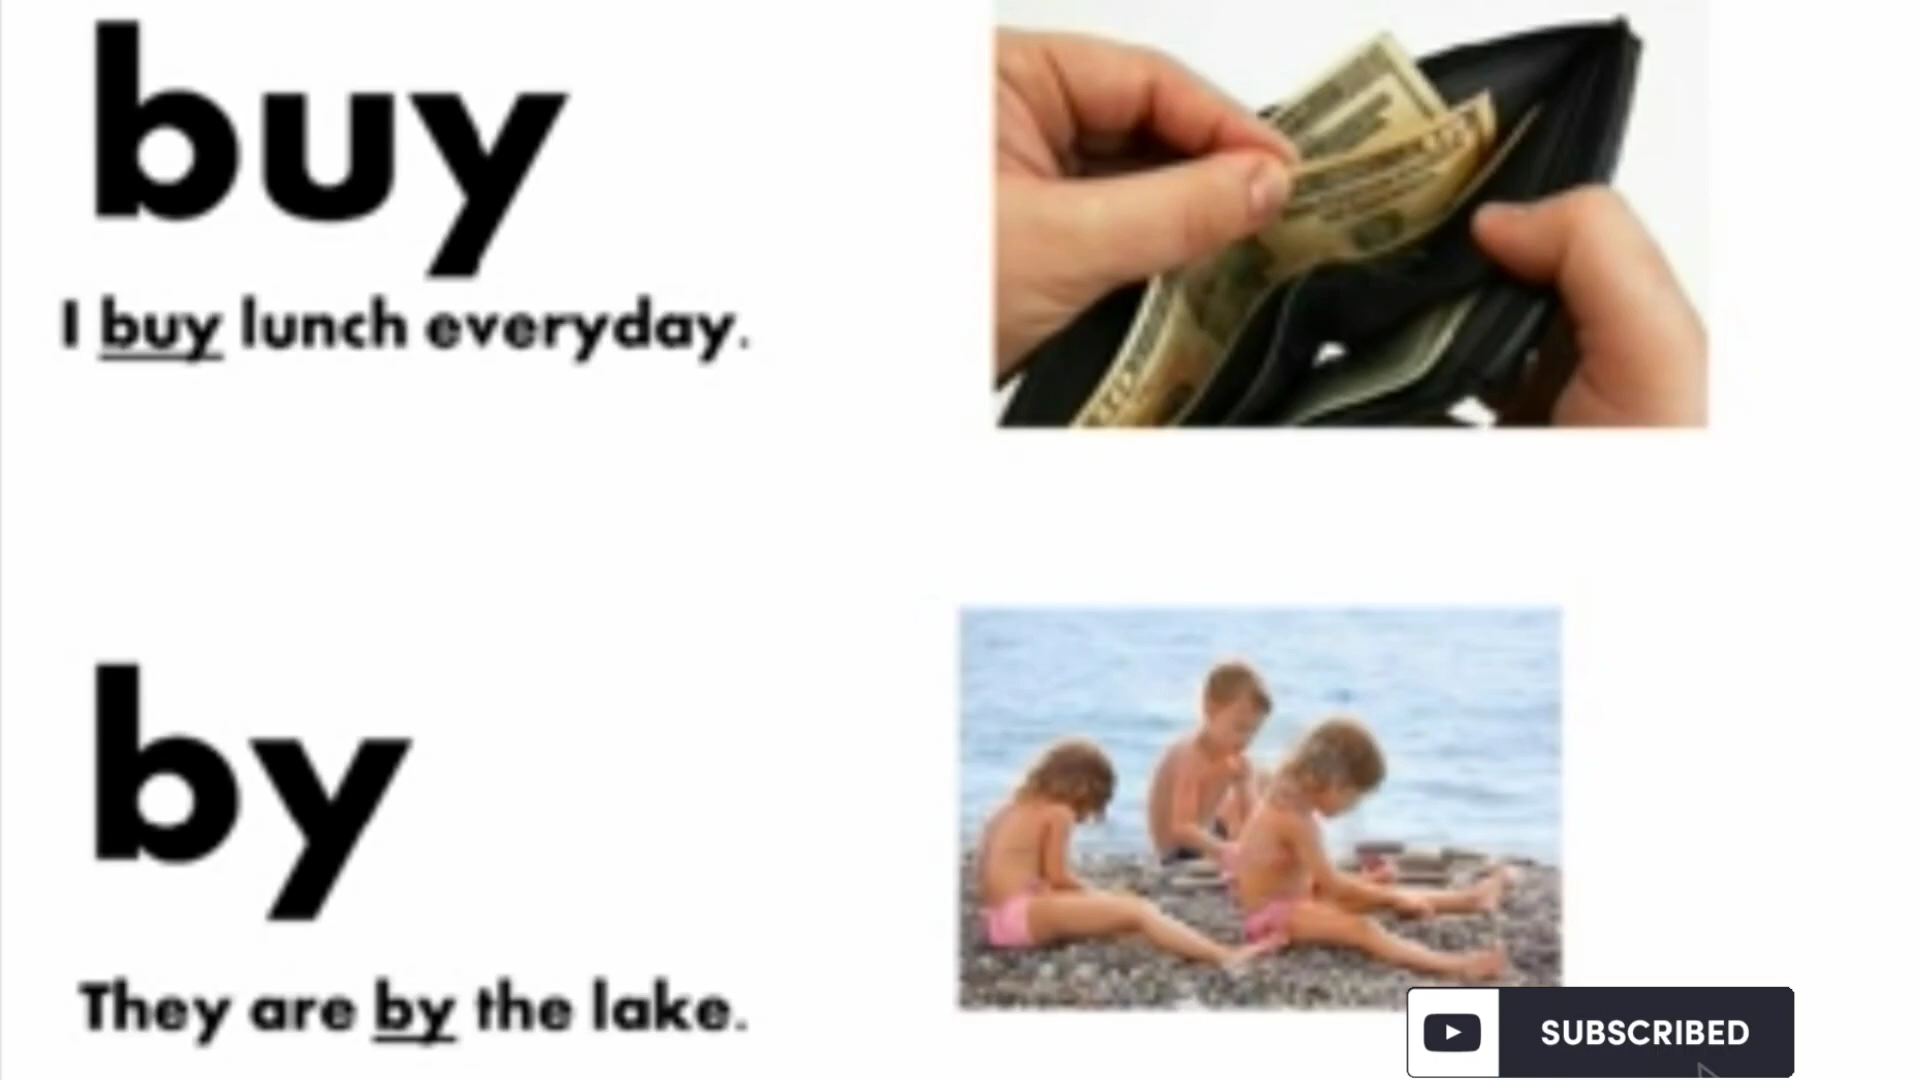 buy
I buy lunch everyday.
by
They are by the lake.
SUBSCRIBED